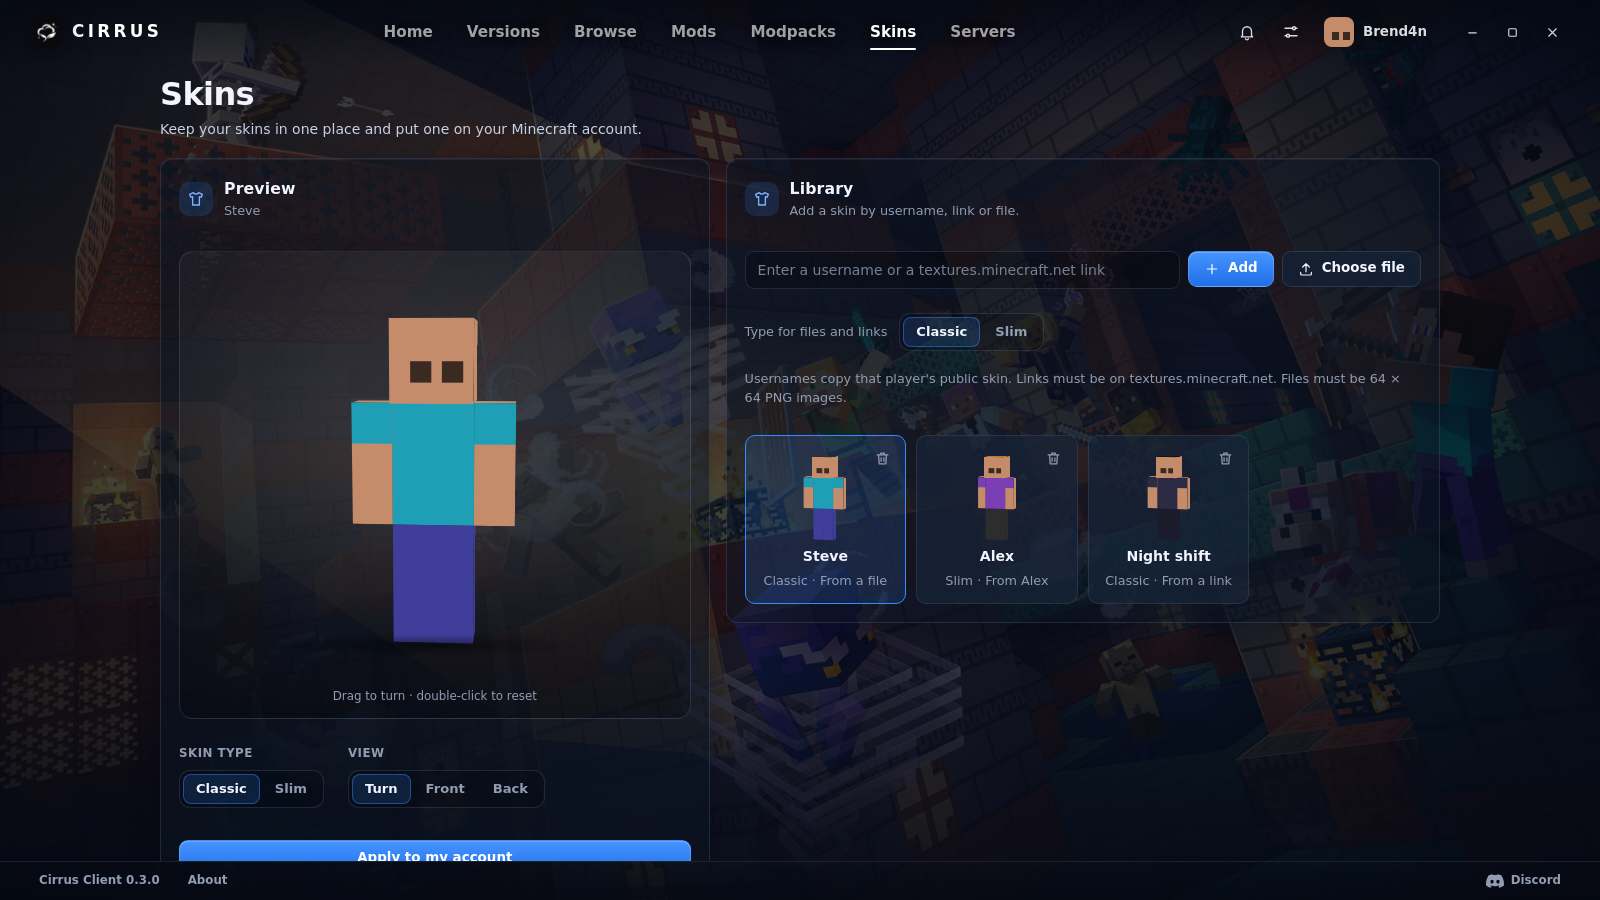 CIRRUS
Home Versions Browse Mods Modpacks Skins Servers
Brend4n
Skins
Keep your skins in one place and put one on your Minecraft account.
Preview
Steve
Drag to turn · double-click to reset
SKIN TYPE
Classic Slim
VIEW
Turn Front Back
Apply to my account
Library
Add a skin by username, link or file.
Enter a username or a textures.minecraft.net link
Add
Choose file
Type for files and links
Classic Slim
Usernames copy that player's public skin. Links must be on textures.minecraft.net. Files must be 64 ×
64 PNG images.
Steve
Classic · From a file
Alex
Slim · From Alex
Night shift
Classic · From a link
Cirrus Client 0.3.0
About
Discord